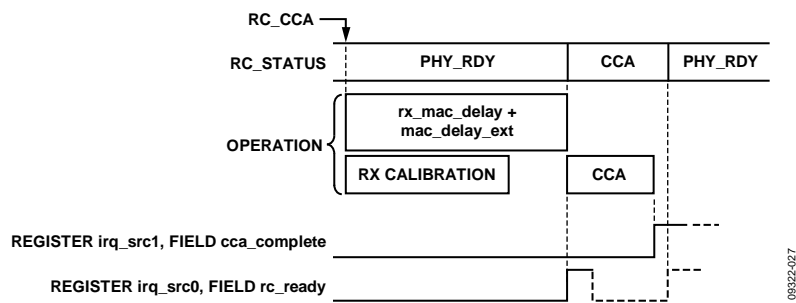 RC_CCA
RC_STATUS
PHY_RDY
CCA
PHY_RDY
OPERATION
rx_mac_delay +
mac_delay_ext
RX CALIBRATION
CCA
REGISTER irq_src1, FIELD cca_complete
REGISTER irq_src0, FIELD rc_ready
09322-027